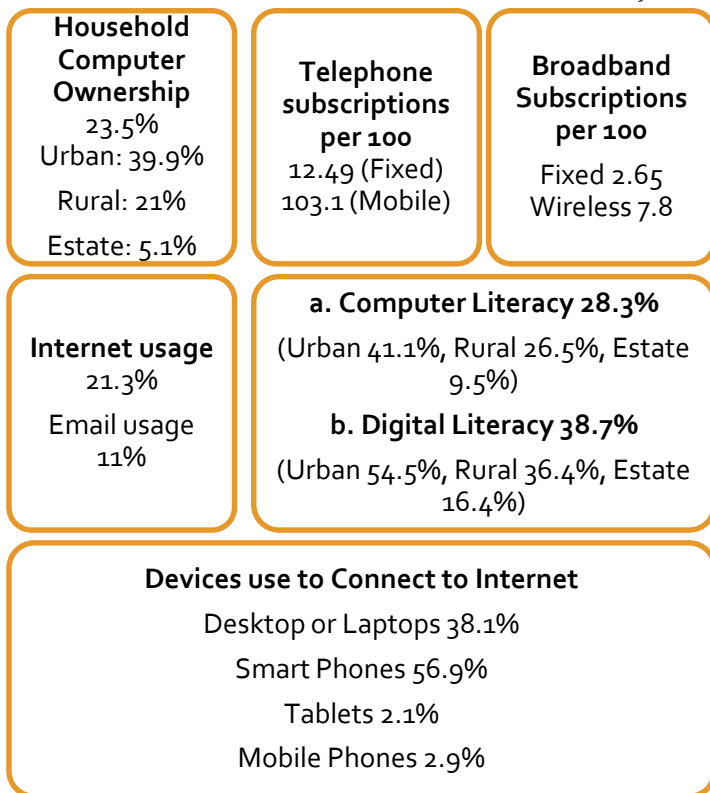 Household
Computer
Ownership
23.5%
Urban: 39.9%
Rural: 21%
Estate: 5.1%
Telephone
subscriptions
per 100
12.49 (Fixed)
103.1 (Mobile)
Broadband
Subscriptions
per 100
Fixed 2.65
Wireless 7.8
Internet usage
21.3%
Email usage
11%
a. Computer Literacy 28.3%
(Urban 41.1%, Rural 26.5%, Estate
9.5%)
b. Digital Literacy 38.7%
(Urban 54.5%, Rural 36.4%, Estate
16.4%)
Devices use to Connect to Internet
Desktop or Laptops 38.1%
Smart Phones 56.9%
Tablets 2.1%
Mobile Phones 2.9%